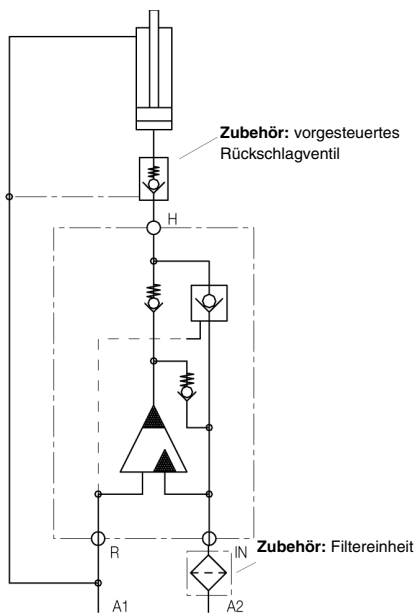 Zubehör: vorgesteuertes
Rückschlagventil
H
R
IN
Zubehör: Filtereinheit
A1
A2